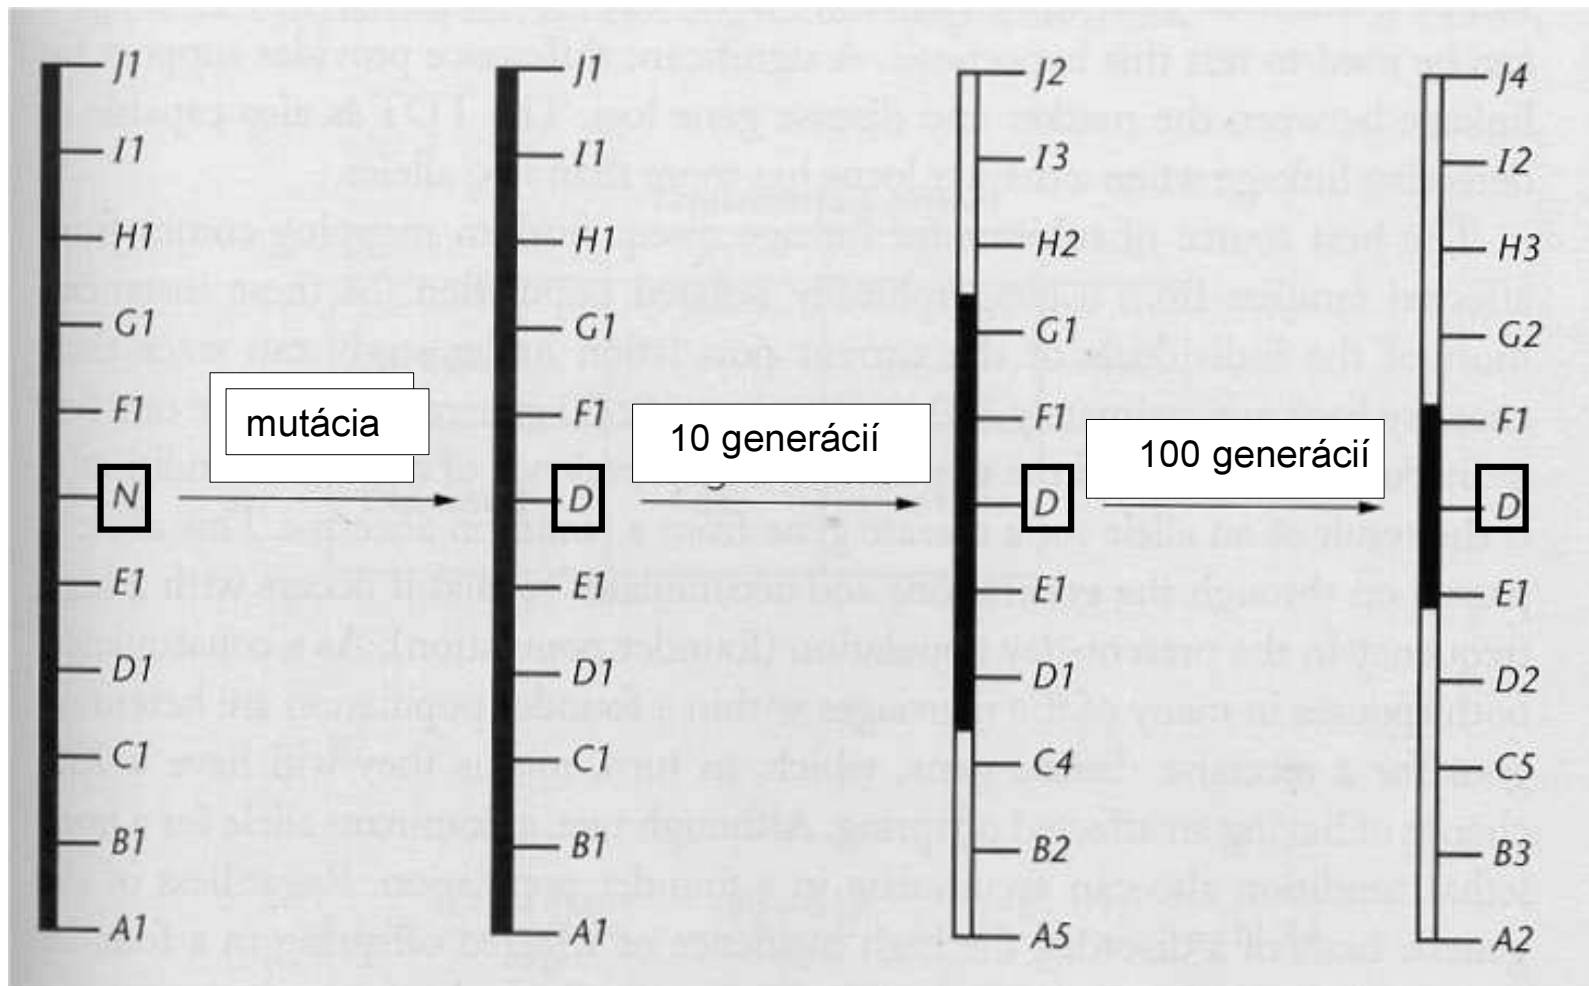 J1
I1
H1
G1
F1
N
E1
D1
C1
B1
A1
mutácia
J1
I1
H1
G1
F1
D
E1
D1
C1
B1
A1
10 generácií
J2
I3
H2
G1
F1
D
E1
D1
C4
B2
A5
100 generácií
J4
I2
H3
G2
F1
D
E1
D2
C5
B3
A2